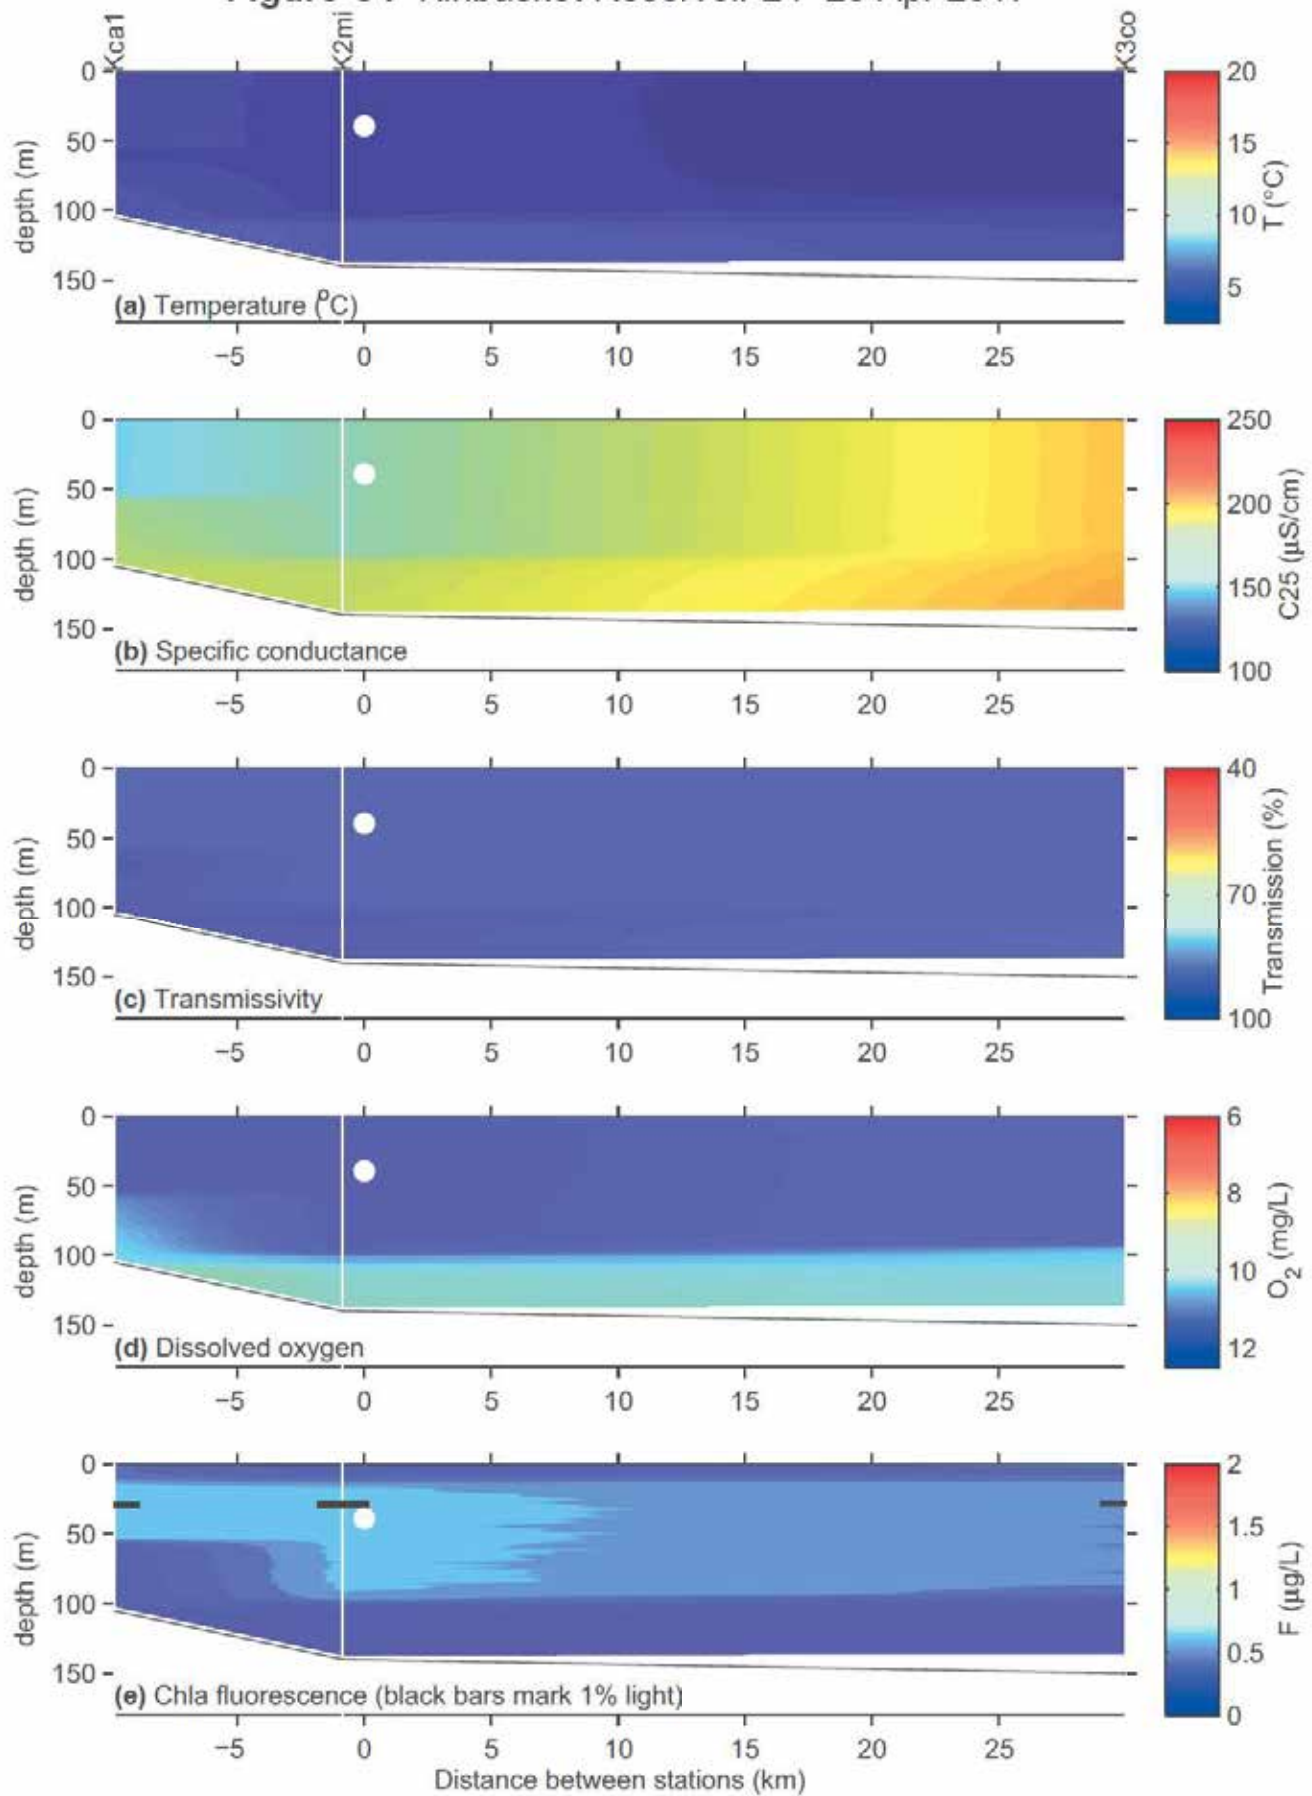 Kca1 K2mi K3co
0 50 100 150
depth (m)
(a) Temperature (°C)
−5 0 5 10 15 20 25
20 15 10 5
T (°C)
0 50 100 150
depth (m)
(b) Specific conductance
−5 0 5 10 15 20 25
250 200 150 100
C25 (µS/cm)
0 50 100 150
depth (m)
(c) Transmissivity
−5 0 5 10 15 20 25
40 70 100
Transmission (%)
0 50 100 150
depth (m)
(d) Dissolved oxygen
−5 0 5 10 15 20 25
6 8 10 12
O₂ (mg/L)
0 50 100 150
depth (m)
(e) Chla fluorescence (black bars mark 1% light)
−5 0 5 10 15 20 25
2 1.5 1 0.5 0
F (µg/L)
Distance between stations (km)